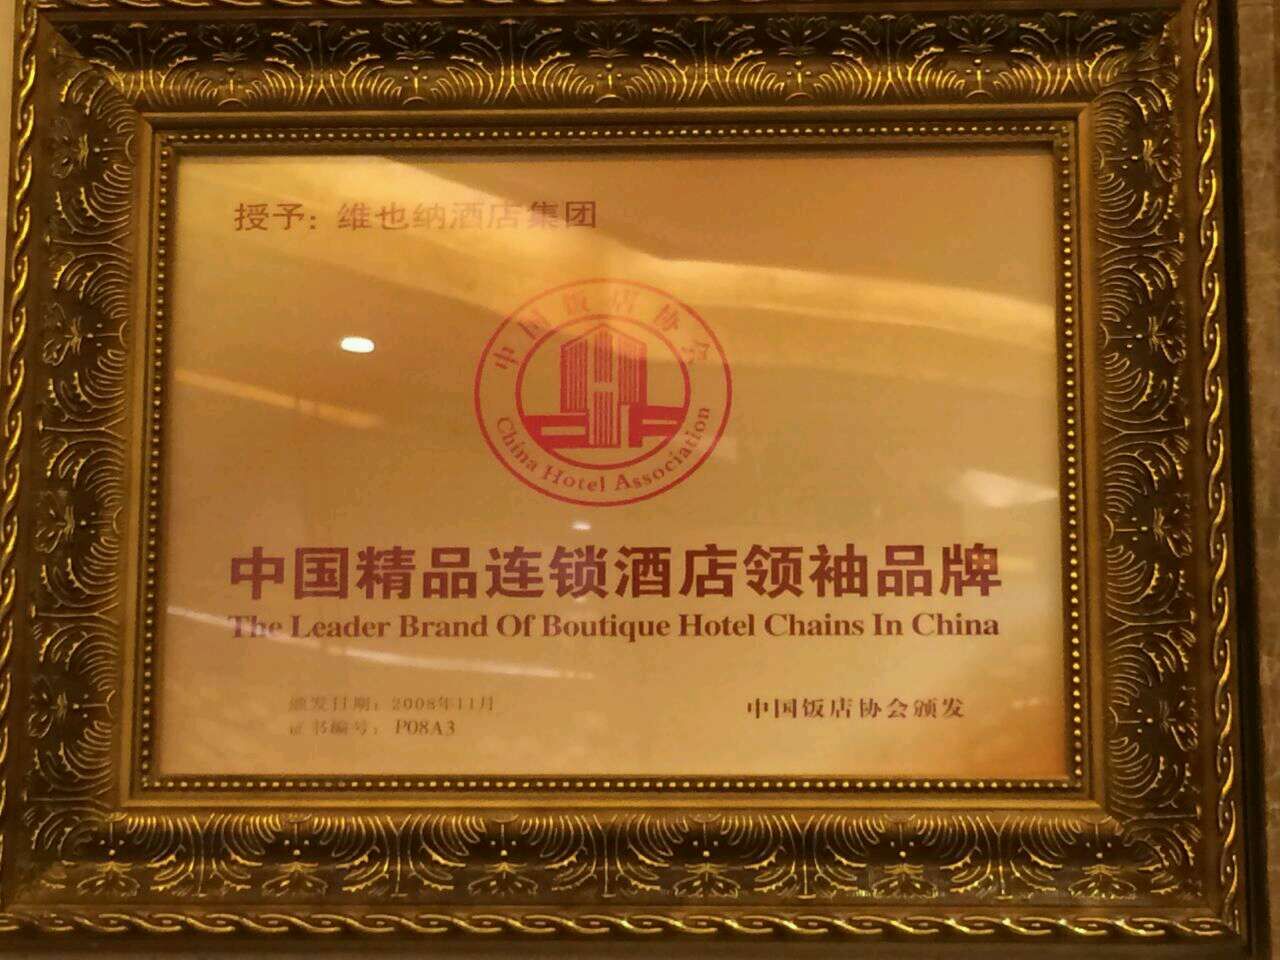 授予：维也纳酒店集团
中国饭店协会
China Hotel Association
中国精品连锁酒店领袖品牌
The Leader Brand Of Boutique Hotel Chains In China
颁发日期：2008年11月
证书编号：P08A3
中国饭店协会颁发